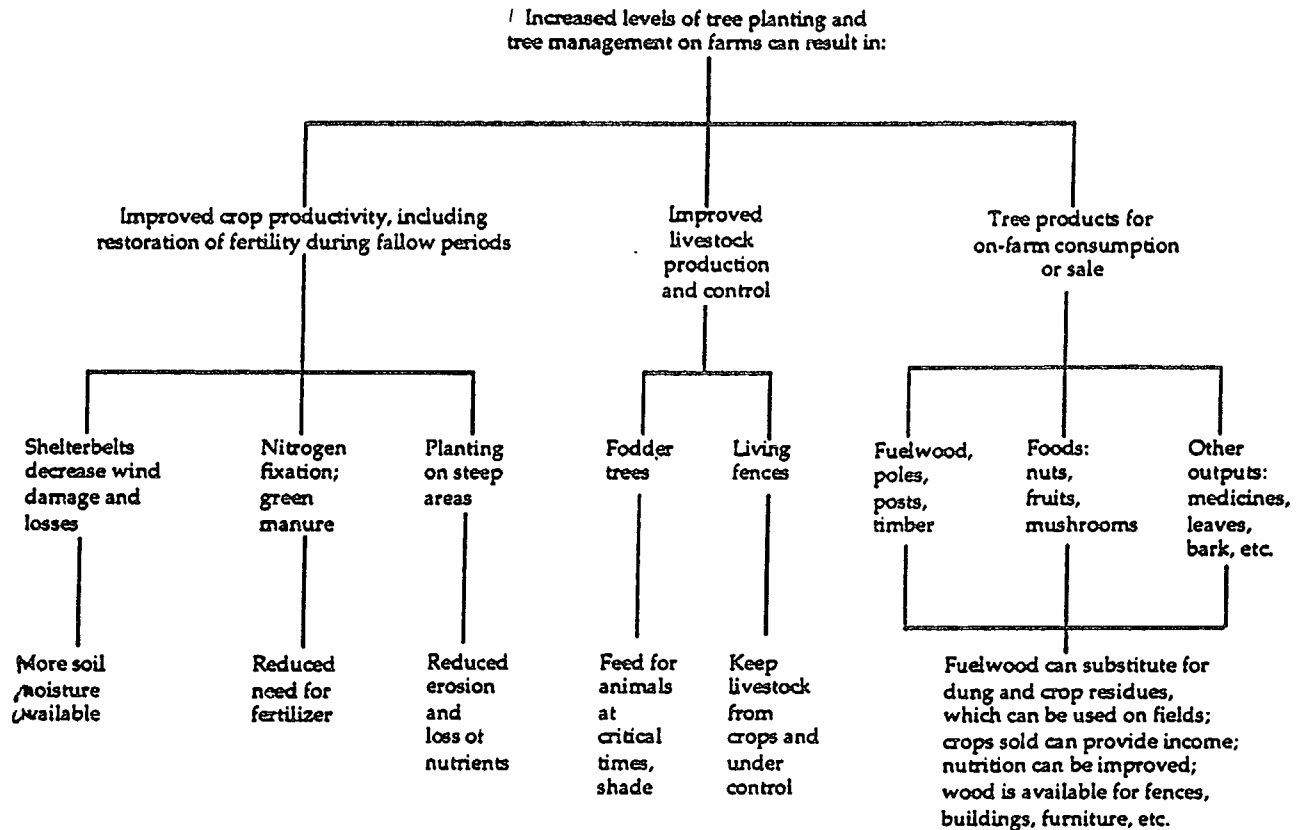 Increased levels of tree planting and
tree management on farms can result in:
Improved crop productivity, including
restoration of fertility during fallow periods
Improved
livestock
production
and control
Tree products for
on-farm consumption
or sale
Shelterbelts
decrease wind
damage and
losses
Nitrogen
fixation;
green
manure
Planting
on steep
areas
Fodder
trees
Living
fences
Fuelwood,
poles,
posts,
timber
Foods:
nuts,
fruits,
mushrooms
Other
outputs:
medicines,
leaves,
bark, etc.
More soil
moisture
available
Reduced
need for
fertilizer
Reduced
erosion
and
loss of
nutrients
Feed for
animals
at
critical
times,
shade
Keep
livestock
from
crops and
under
control
Fuelwood can substitute for
dung and crop residues,
which can be used on fields;
crops sold can provide income;
nutrition can be improved;
wood is available for fences,
buildings, furniture, etc.